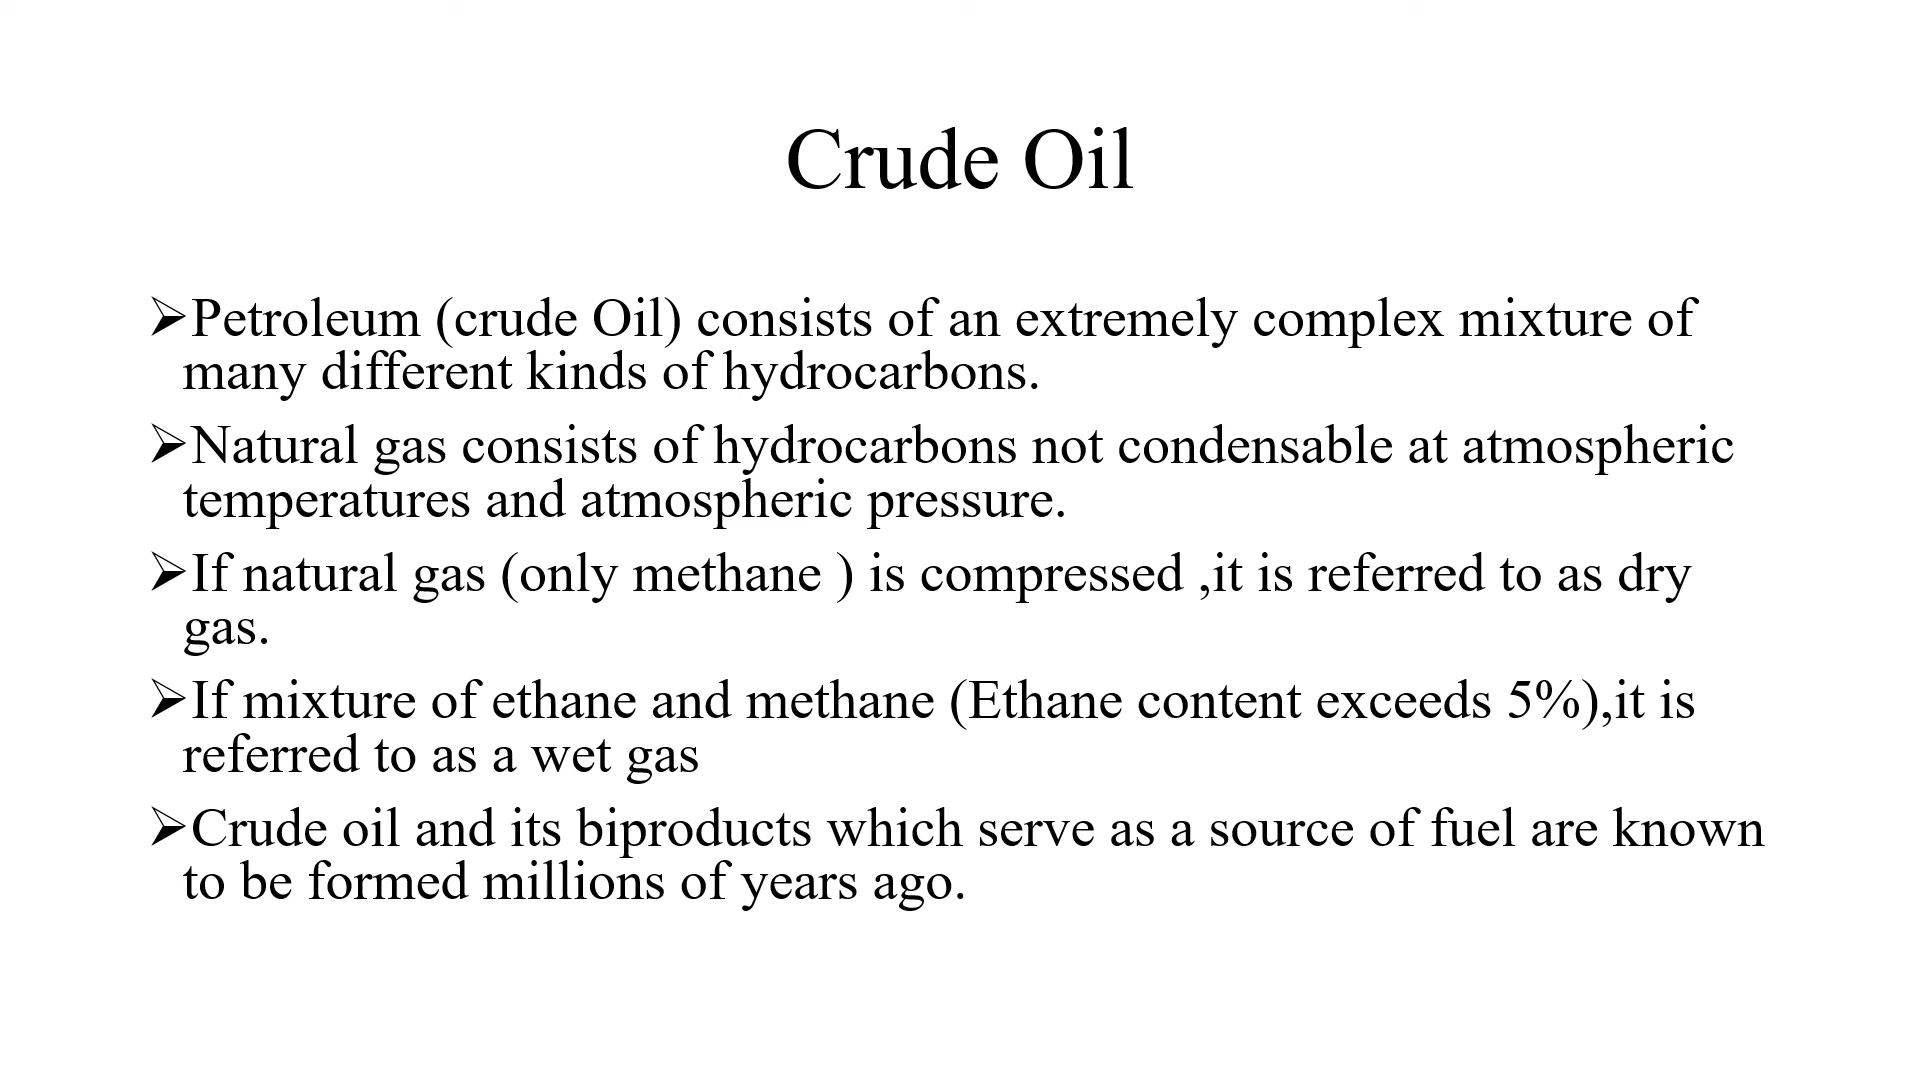 Crude Oil
➢Petroleum (crude Oil) consists of an extremely complex mixture of
many different kinds of hydrocarbons.
➢Natural gas consists of hydrocarbons not condensable at atmospheric
temperatures and atmospheric pressure.
➢If natural gas (only methane ) is compressed ,it is referred to as dry
gas.
➢If mixture of ethane and methane (Ethane content exceeds 5%),it is
referred to as a wet gas
➢Crude oil and its biproducts which serve as a source of fuel are known
to be formed millions of years ago.